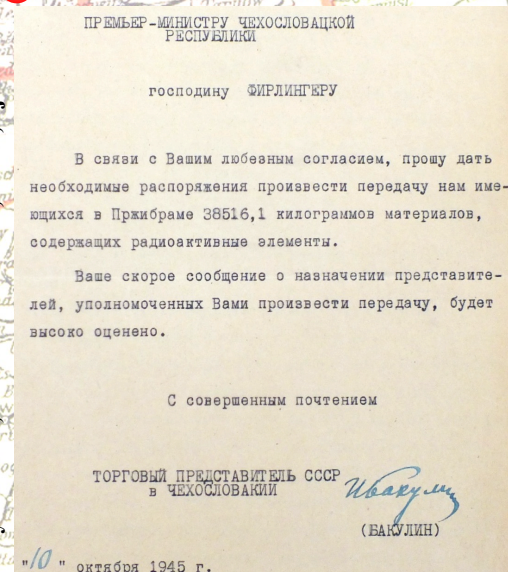 ПРЕМЬЕР-МИНИСТРУ ЧЕХОСЛОВАЦКОЙ
РЕСПУБЛИКИ
господину ФИРЛИНГЕРУ
В связи с Вашим любезным согласием, прошу дать
необходимые распоряжения произвести передачу нам име-
ющихся в Пржибраме 38516,1 килограммов материалов,
содержащих радиоактивные элементы.
Ваше скорое сообщение о назначении представите-
лей, уполномоченных Вами произвести передачу, будет
высоко оценено.
С совершенным почтением
ТОРГОВЫЙ ПРЕДСТАВИТЕЛЬ СССР
в ЧЕХОСЛОВАКИИ
ИБакулин
(БАКУЛИН)
"10" октября 1945 г.